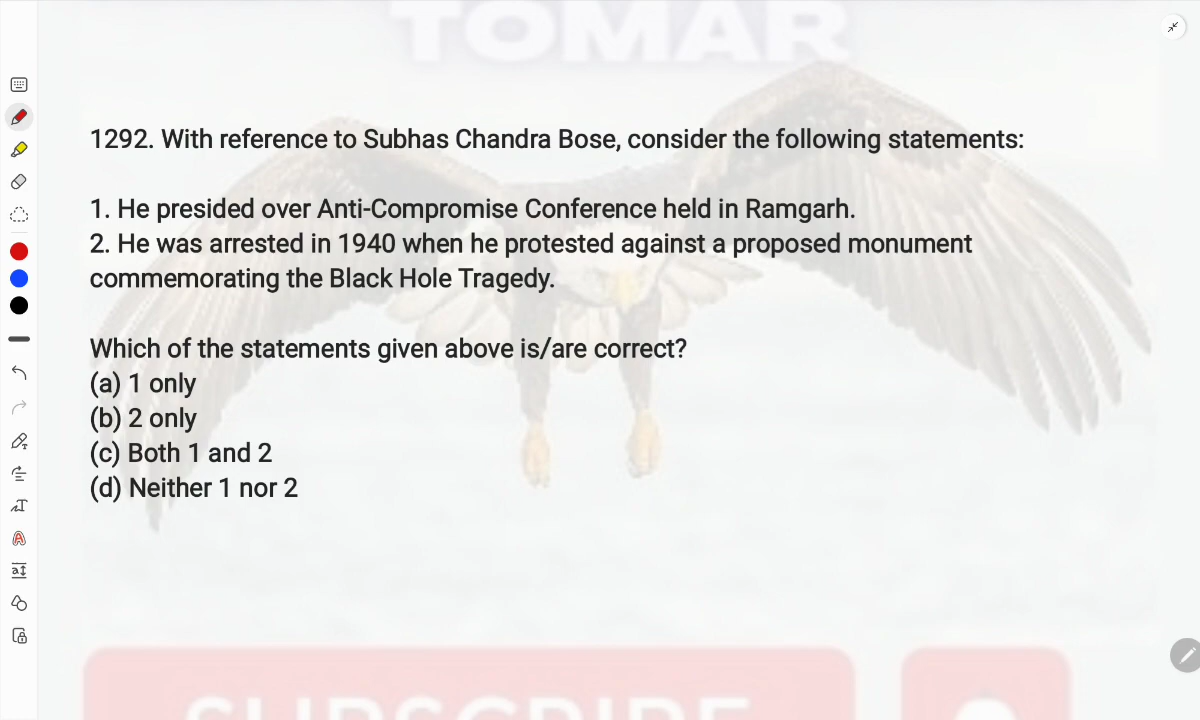 TOMAR
1292. With reference to Subhas Chandra Bose, consider the following statements:
1. He presided over Anti-Compromise Conference held in Ramgarh.
2. He was arrested in 1940 when he protested against a proposed monument
commemorating the Black Hole Tragedy.
Which of the statements given above is/are correct?
(a) 1 only
(b) 2 only
(c) Both 1 and 2
(d) Neither 1 nor 2
SUBSCRIBE